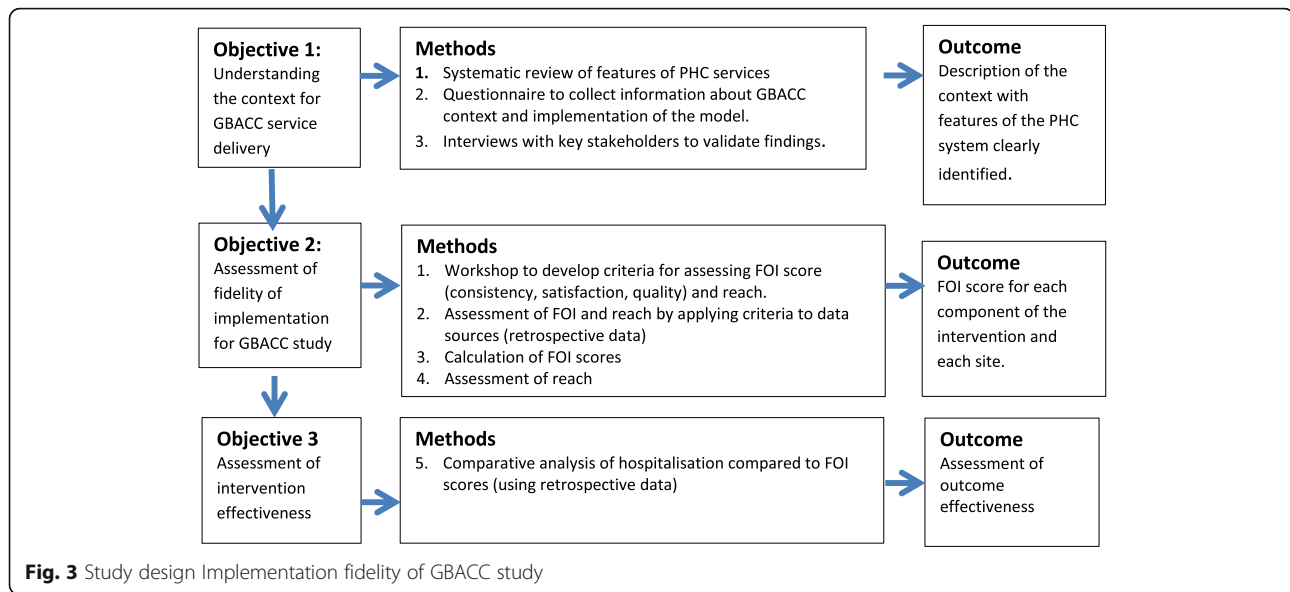 Objective 1:
Understanding
the context for
GBACC service
delivery
Methods
1. Systematic review of features of PHC services
2. Questionnaire to collect information about GBACC
context and implementation of the model.
3. Interviews with key stakeholders to validate findings.
Outcome
Description of the
context with
features of the PHC
system clearly
identified.
Objective 2:
Assessment of
fidelity of
implementation
for GBACC study
Methods
1. Workshop to develop criteria for assessing FOI score
(consistency, satisfaction, quality) and reach.
2. Assessment of FOI and reach by applying criteria to data
sources (retrospective data)
3. Calculation of FOI scores
4. Assessment of reach
Outcome
FOI score for each
component of the
intervention and
each site.
Objective 3
Assessment of
intervention
effectiveness
Methods
5. Comparative analysis of hospitalisation compared to FOI
scores (using retrospective data)
Outcome
Assessment of
outcome
effectiveness
Fig. 3 Study design Implementation fidelity of GBACC study